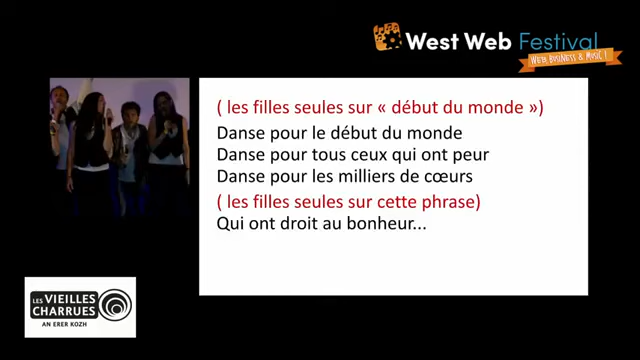 West Web Festival
WEB, BUSINESS & MUSIC !
( les filles seules sur « début du monde »)
Danse pour le début du monde
Danse pour tous ceux qui ont peur
Danse pour les milliers de cœurs
( les filles seules sur cette phrase)
Qui ont droit au bonheur...
LES VIEILLES
CHARRUES
AN ERER KOZH